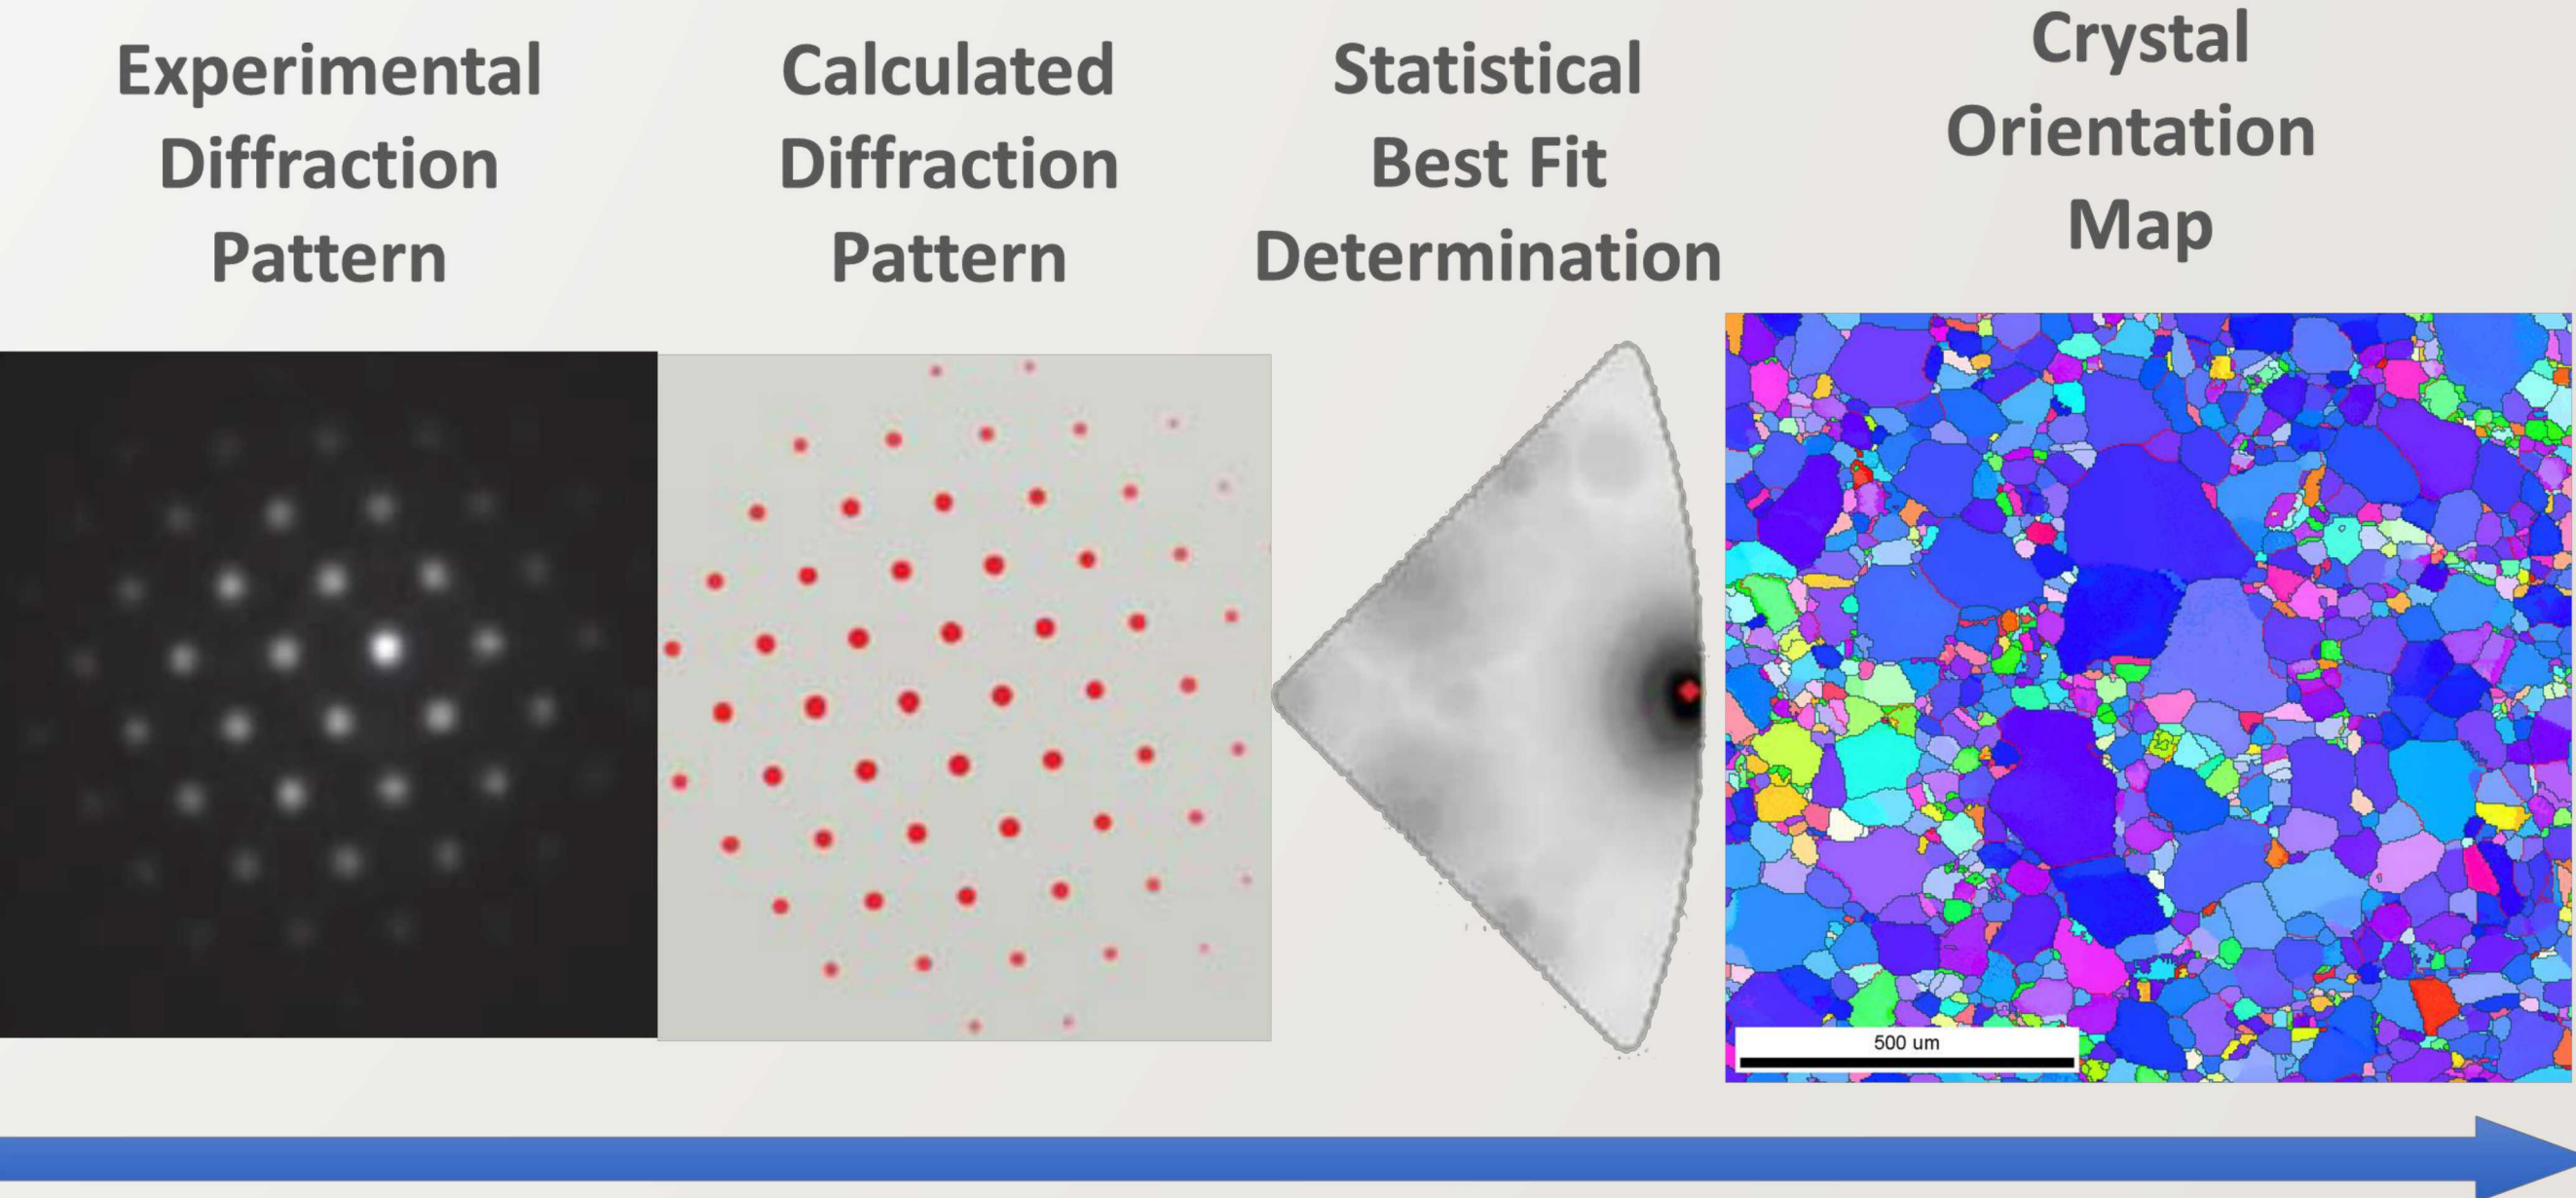 Experimental
Diffraction
Pattern
Calculated
Diffraction
Pattern
Statistical
Best Fit
Determination
Crystal
Orientation
Map
500 um